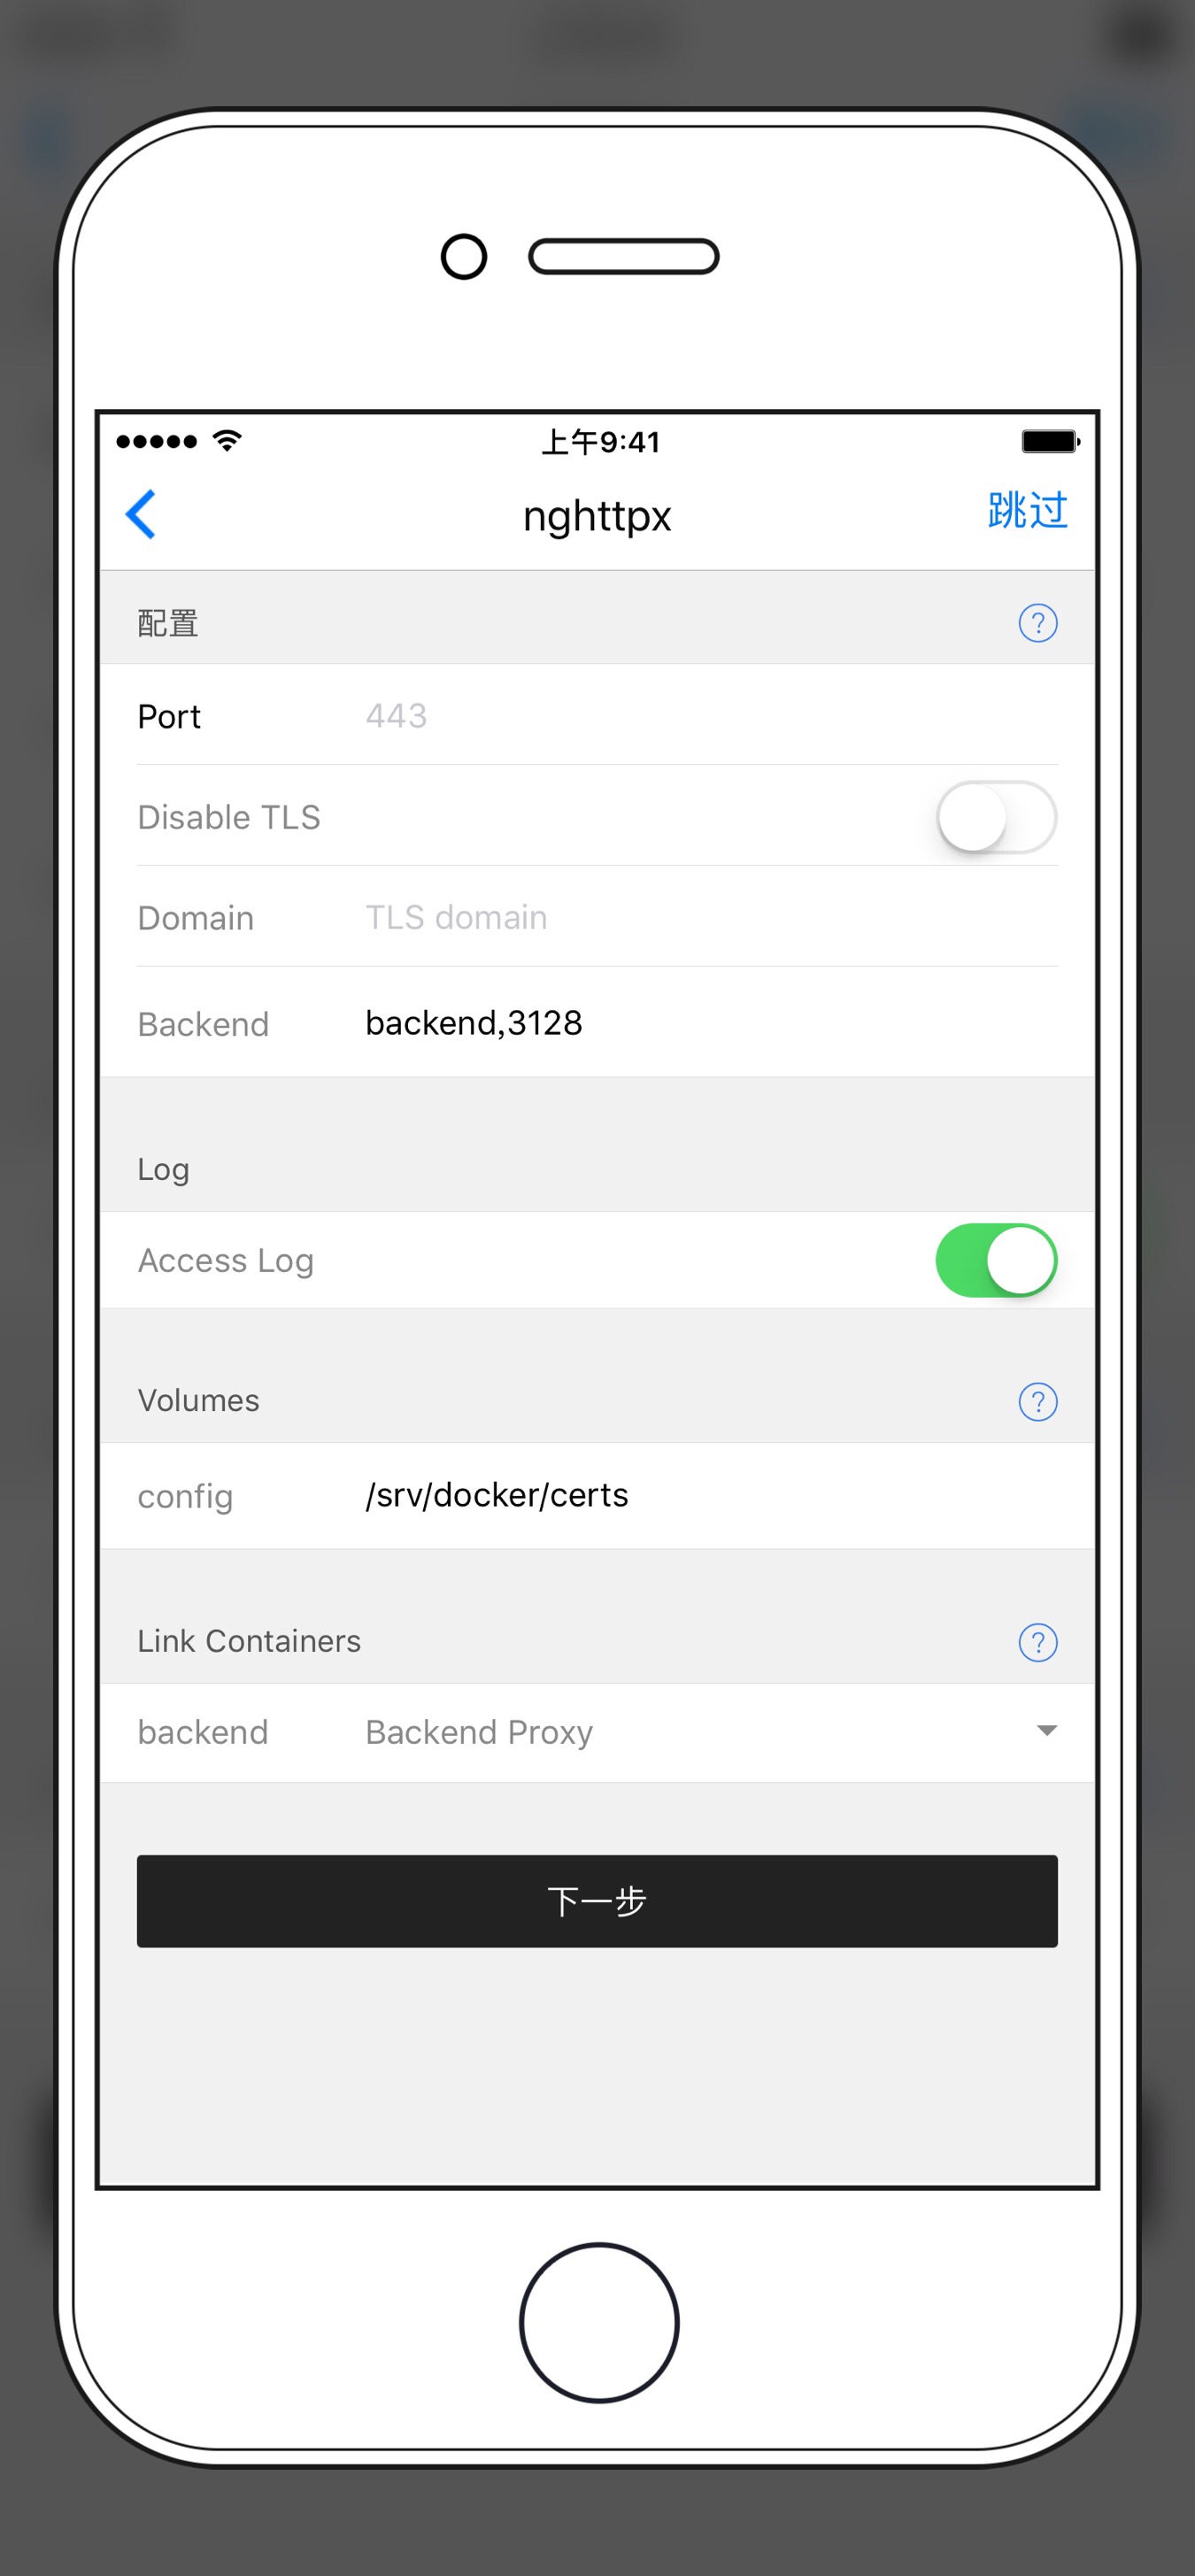 上午9:41
nghttpx 跳过
配置 ?
Port 443
Disable TLS
Domain TLS domain
Backend backend,3128
Log
Access Log
Volumes ?
config /srv/docker/certs
Link Containers ?
backend Backend Proxy
下一步